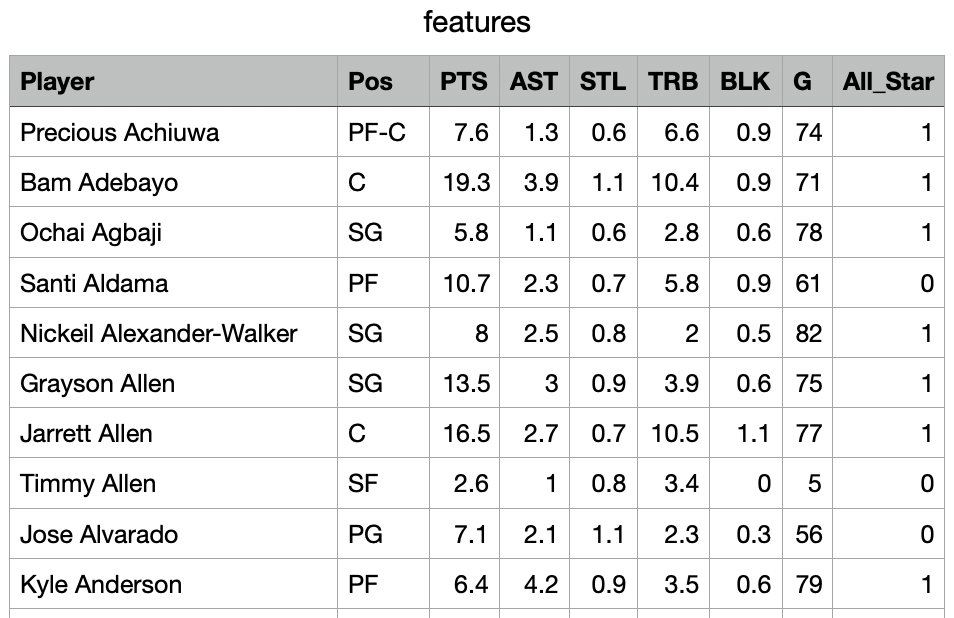 features
Player Pos PTS AST STL TRB BLK G All_Star
Precious Achiuwa PF-C 7.6 1.3 0.6 6.6 0.9 74 1
Bam Adebayo C 19.3 3.9 1.1 10.4 0.9 71 1
Ochai Agbaji SG 5.8 1.1 0.6 2.8 0.6 78 1
Santi Aldama PF 10.7 2.3 0.7 5.8 0.9 61 0
Nickeil Alexander-Walker SG 8 2.5 0.8 2 0.5 82 1
Grayson Allen SG 13.5 3 0.9 3.9 0.6 75 1
Jarrett Allen C 16.5 2.7 0.7 10.5 1.1 77 1
Timmy Allen SF 2.6 1 0.8 3.4 0 5 0
Jose Alvarado PG 7.1 2.1 1.1 2.3 0.3 56 0
Kyle Anderson PF 6.4 4.2 0.9 3.5 0.6 79 1